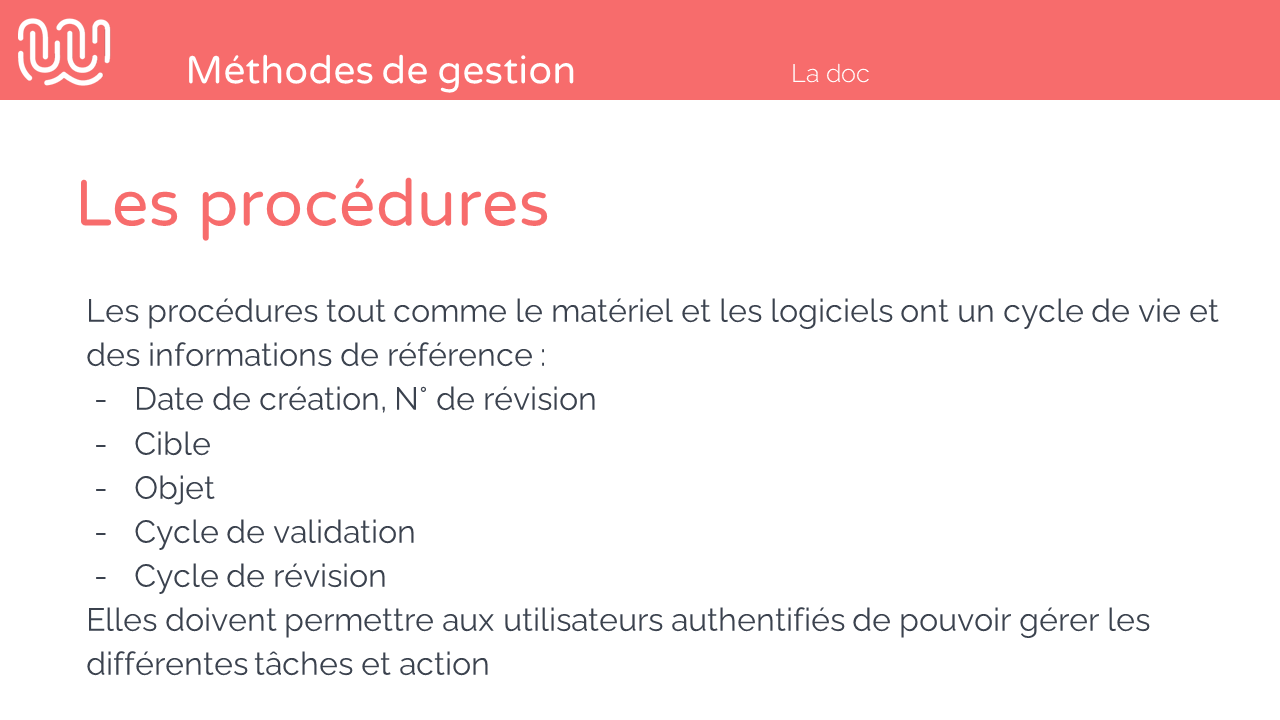 Méthodes de gestion
La doc
Les procédures
Les procédures tout comme le matériel et les logiciels ont un cycle de vie et
des informations de référence :
- Date de création, N° de révision
- Cible
- Objet
- Cycle de validation
- Cycle de révision
Elles doivent permettre aux utilisateurs authentifiés de pouvoir gérer les
différentes tâches et action